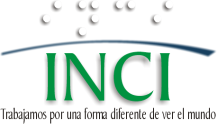 INCI
Trabajamos por una forma diferente de ver el mundo